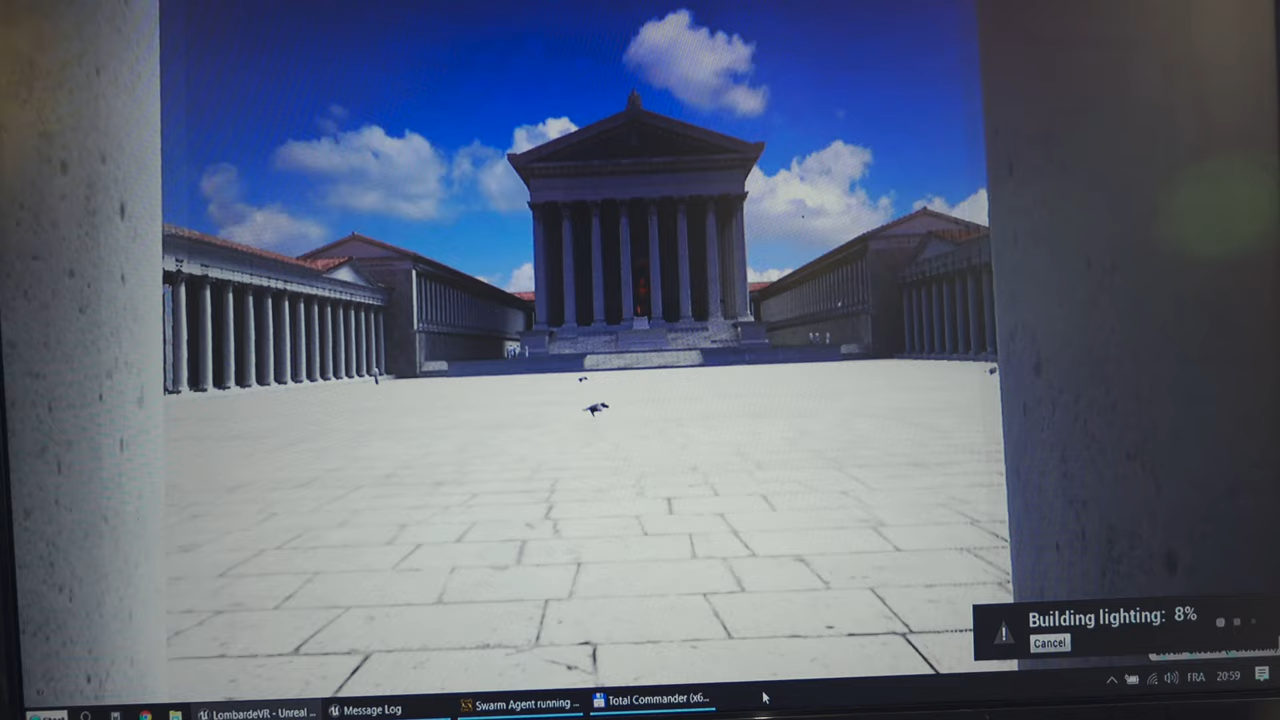 Building lighting: 8%
Cancel
FRA
20:59
LombardeVR - Unreal ...
Message Log
Swarm Agent running ...
Total Commander (x6...